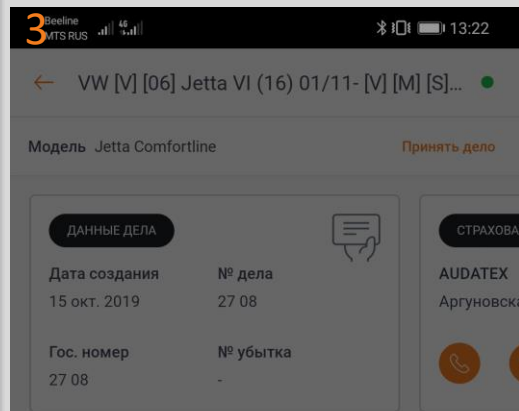 3
Beeline
MTS RUS
4G
13:22
← VW [V] [06] Jetta VI (16) 01/11- [V] [M] [S]...
Модель Jetta Comfortline Принять дело
ДАННЫЕ ДЕЛА СТРАХОВА
Дата создания № дела AUDATEX
15 окт. 2019 27 08 Аргуновска
Гос. номер № убытка
27 08 -